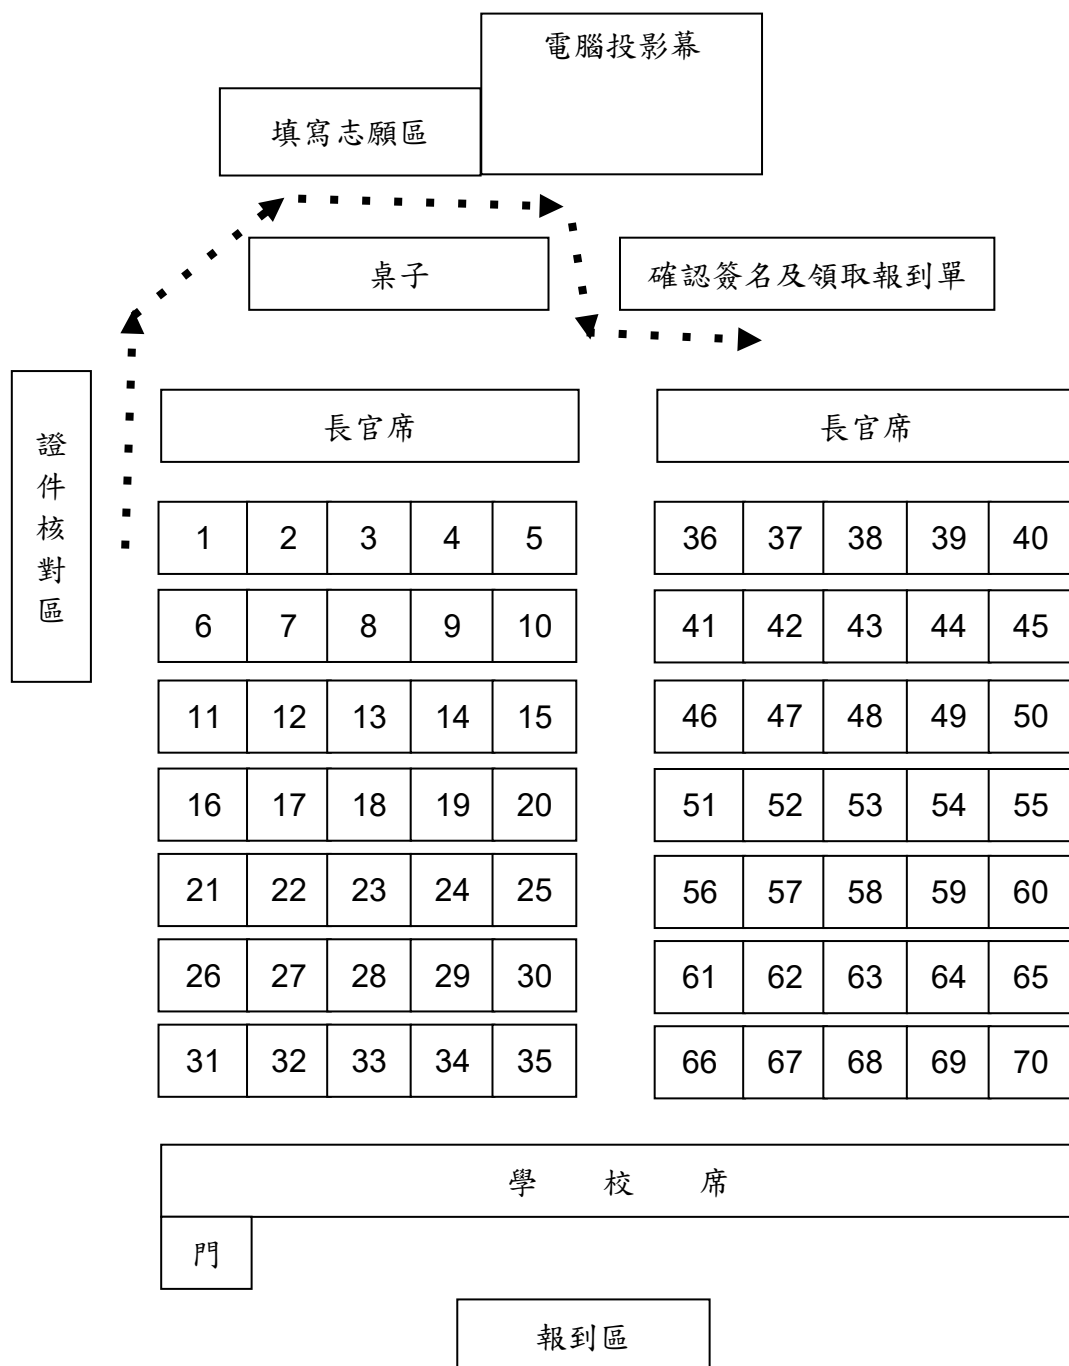 電腦投影幕
填寫志願區
桌子
確認簽名及領取報到單
證件核對區
長官席
長官席
1 2 3 4 5 36 37 38 39 40
6 7 8 9 10 41 42 43 44 45
11 12 13 14 15 46 47 48 49 50
16 17 18 19 20 51 52 53 54 55
21 22 23 24 25 56 57 58 59 60
26 27 28 29 30 61 62 63 64 65
31 32 33 34 35 66 67 68 69 70
學 校 席
門
報到區